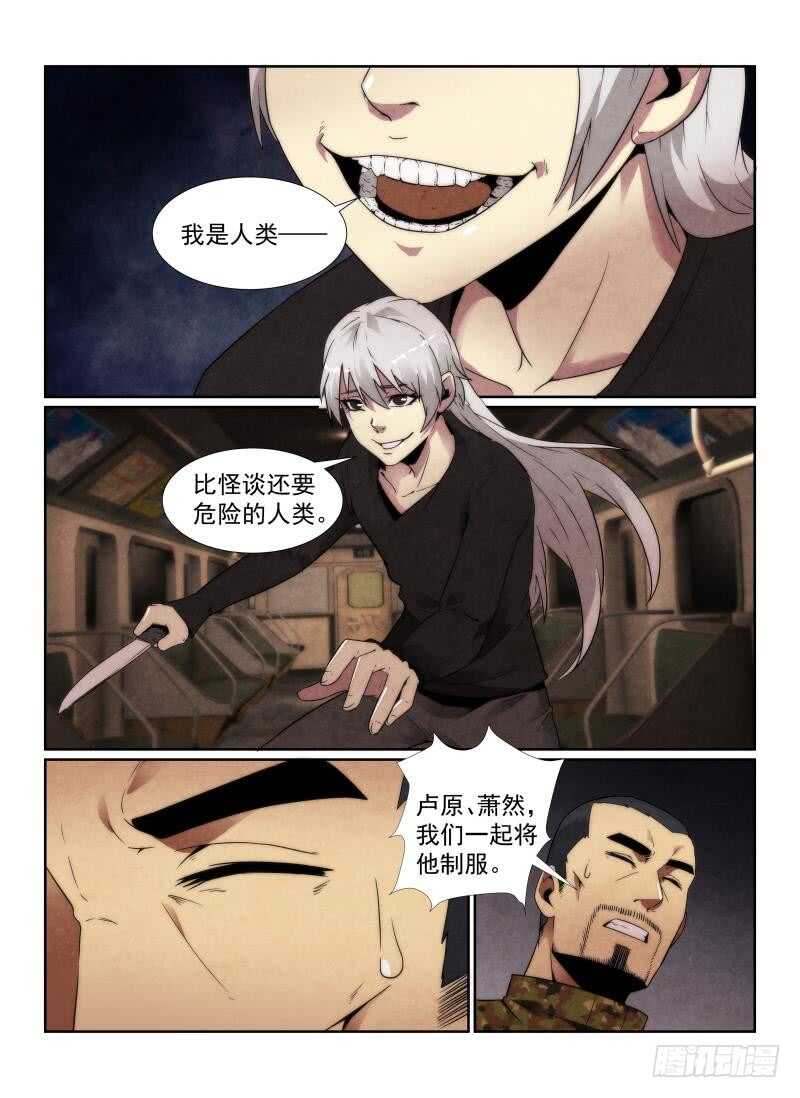 我是人类——
比怪谈还要
危险的人类。
卢原、萧然，
我们一起将
他制服。
腾讯动漫